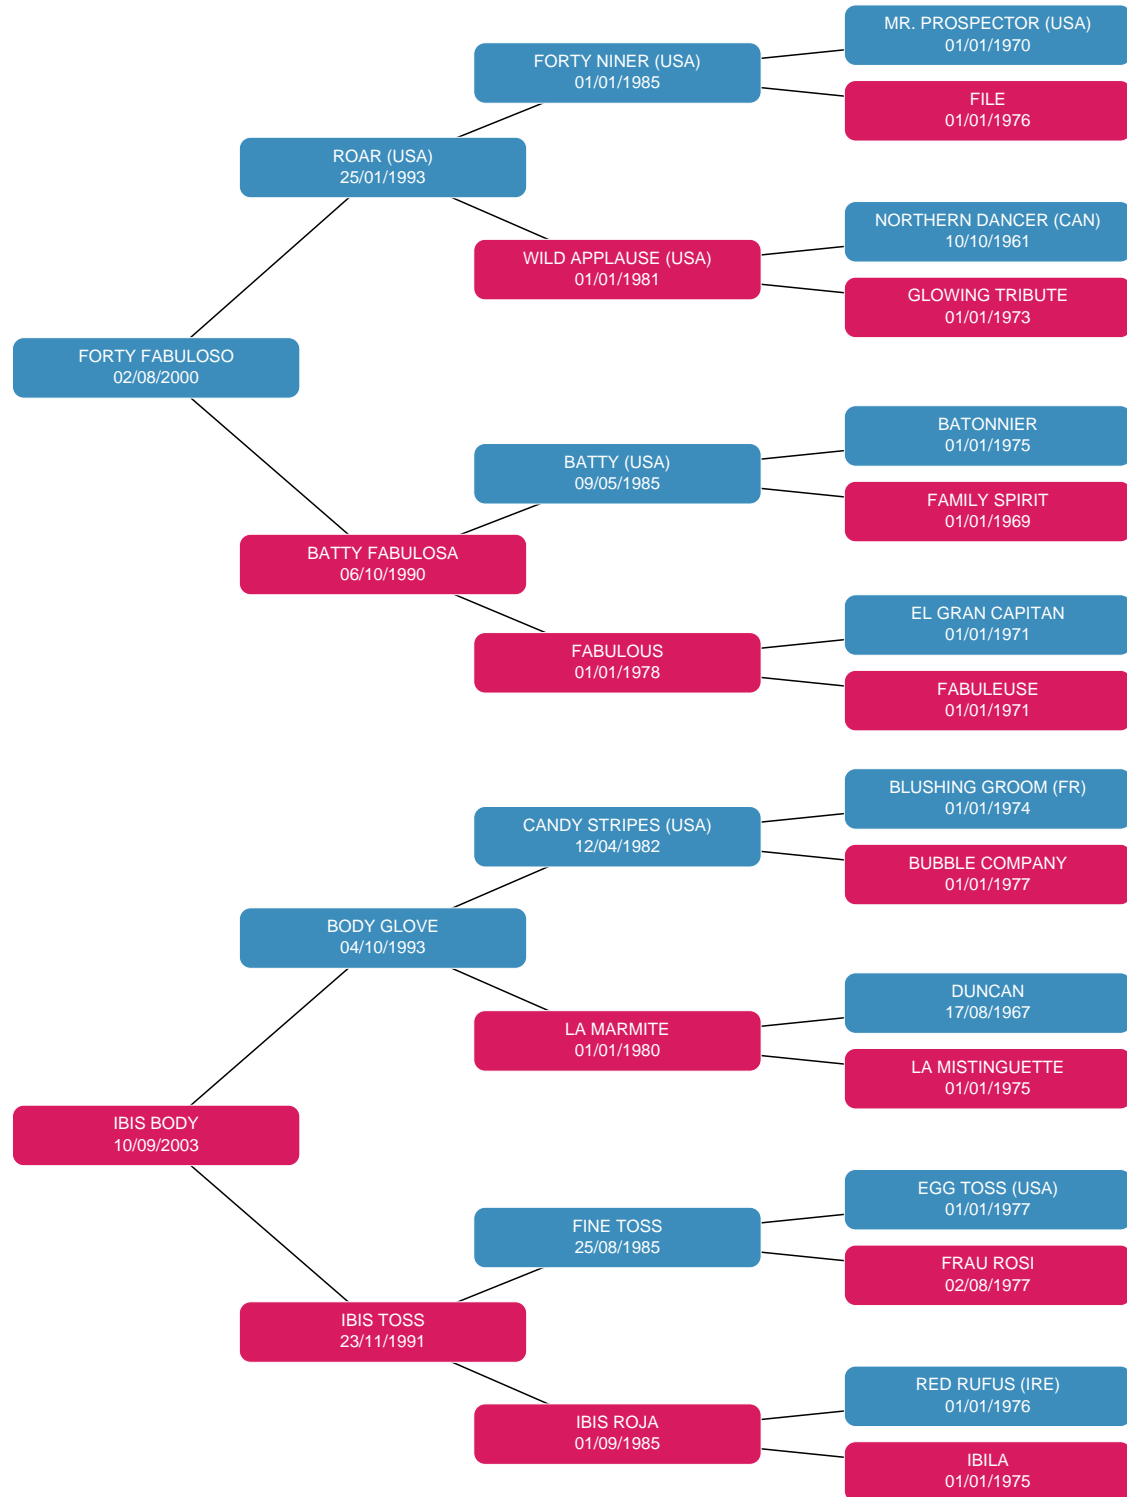 MR. PROSPECTOR (USA)
01/01/1970
FORTY NINER (USA)
01/01/1985
FILE
01/01/1976
ROAR (USA)
25/01/1993
NORTHERN DANCER (CAN)
10/10/1961
WILD APPLAUSE (USA)
01/01/1981
GLOWING TRIBUTE
01/01/1973
FORTY FABULOSO
02/08/2000
BATONNIER
01/01/1975
BATTY (USA)
09/05/1985
FAMILY SPIRIT
01/01/1969
BATTY FABULOSA
06/10/1990
EL GRAN CAPITAN
01/01/1971
FABULOUS
01/01/1978
FABULEUSE
01/01/1971
BLUSHING GROOM (FR)
01/01/1974
CANDY STRIPES (USA)
12/04/1982
BUBBLE COMPANY
01/01/1977
BODY GLOVE
04/10/1993
DUNCAN
17/08/1967
LA MARMITE
01/01/1980
LA MISTINGUETTE
01/01/1975
IBIS BODY
10/09/2003
EGG TOSS (USA)
01/01/1977
FINE TOSS
25/08/1985
FRAU ROSI
02/08/1977
IBIS TOSS
23/11/1991
RED RUFUS (IRE)
01/01/1976
IBIS ROJA
01/09/1985
IBILA
01/01/1975